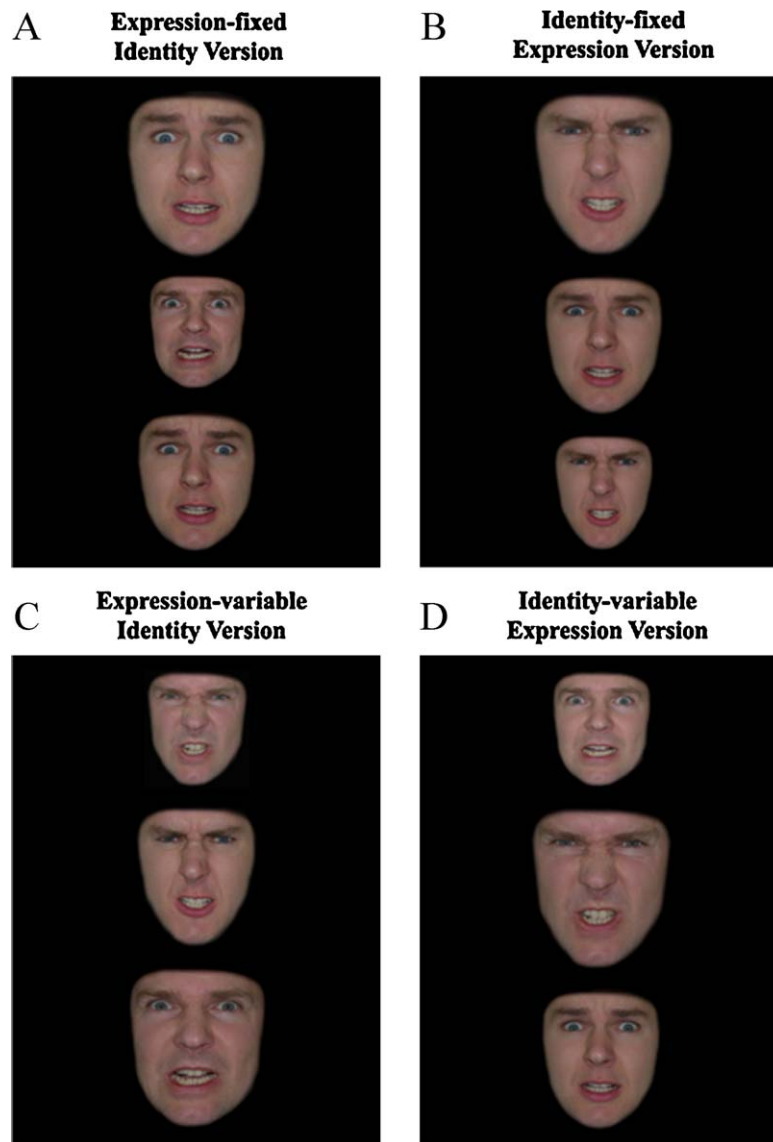 A
Expression-fixed
Identity Version
B
Identity-fixed
Expression Version
C
Expression-variable
Identity Version
D
Identity-variable
Expression Version